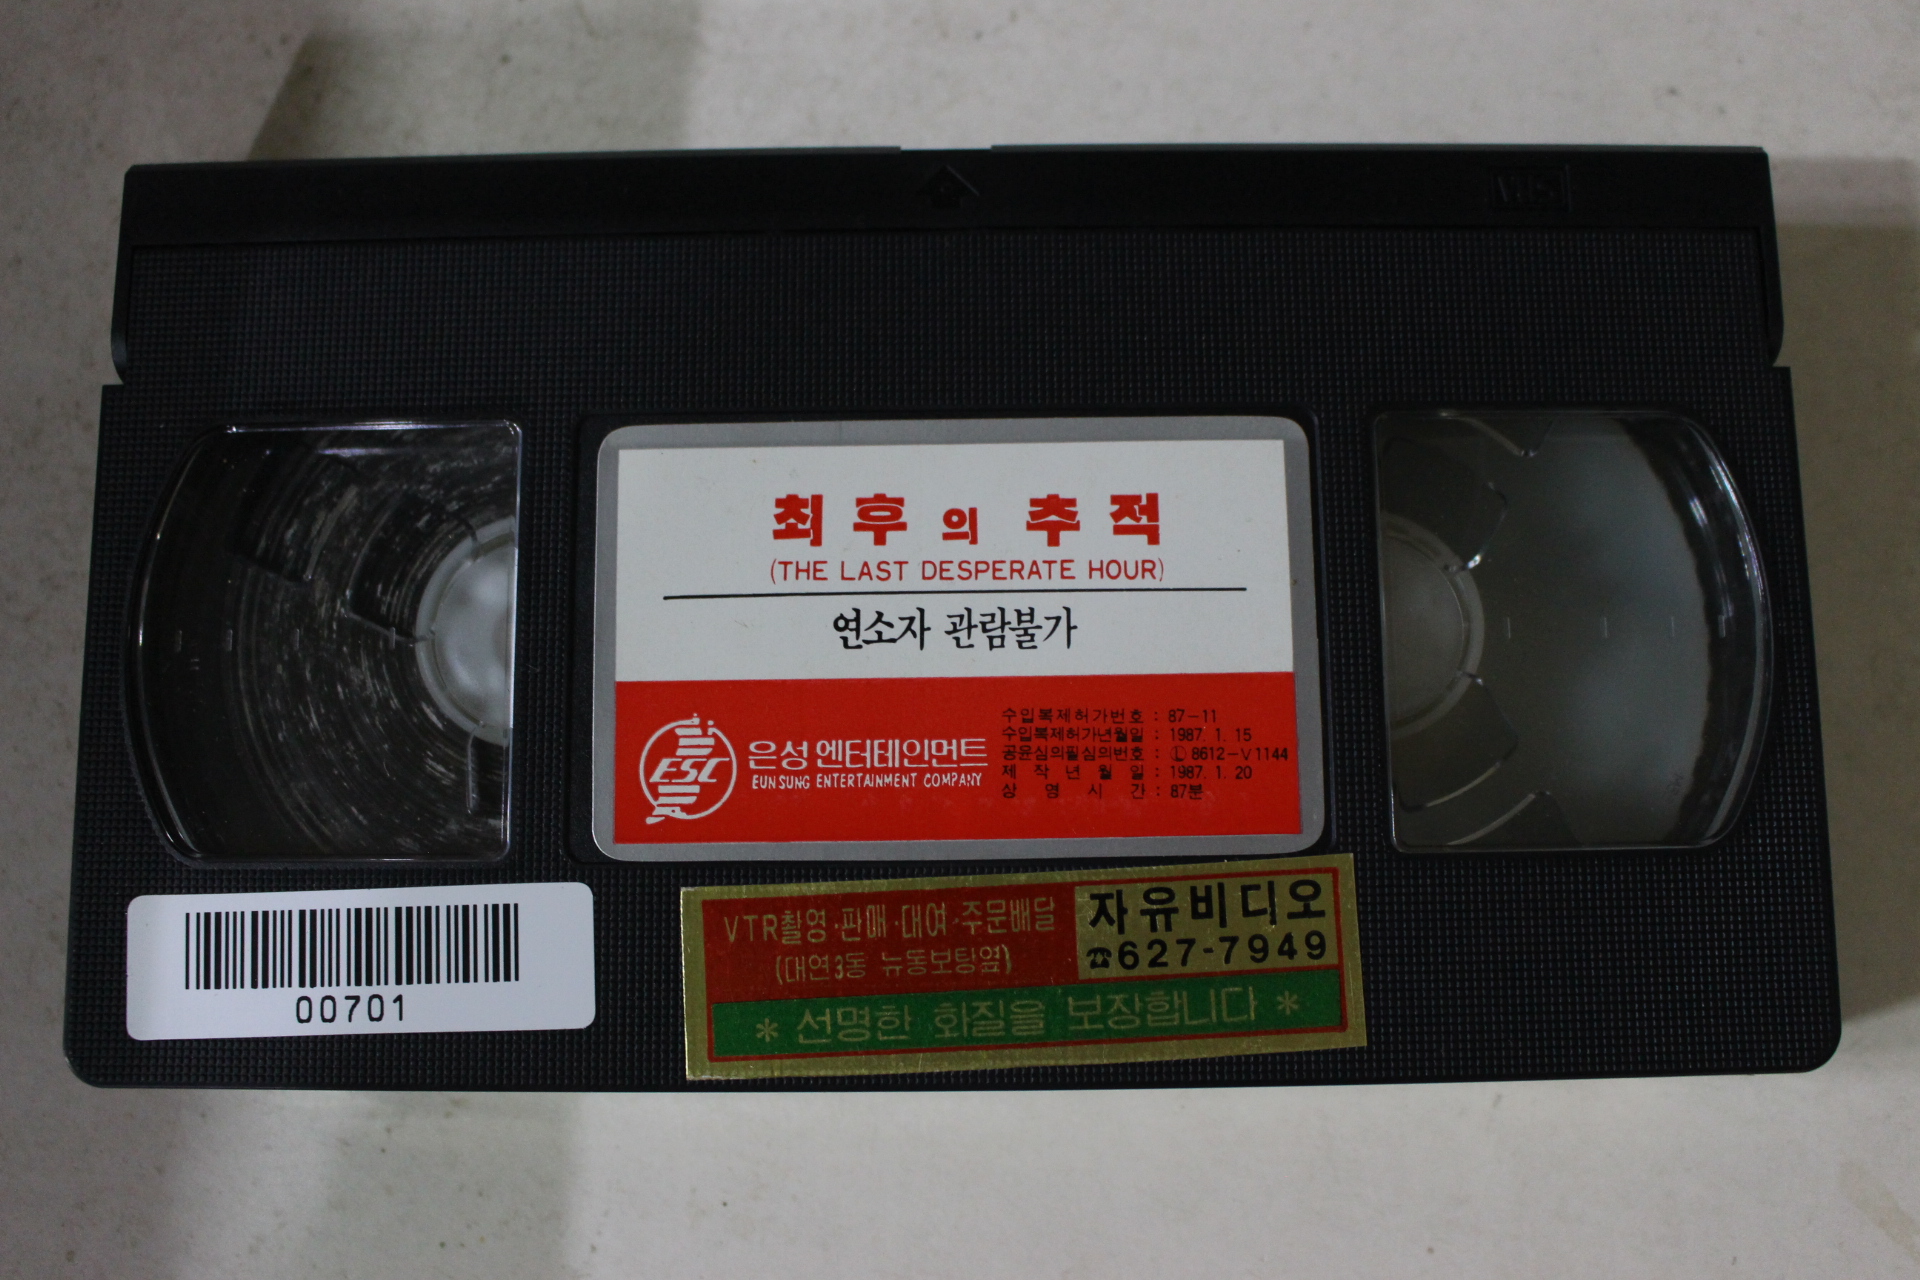 VHS
최후의 추적
(THE LAST DESPERATE HOUR)
연소자 관람불가
ESC
은성 엔터테인먼트
EUN SUNG ENTERTAINMENT COMPANY
수입복제허가번호 : 87-11
수입복제허가년월일 : 1987. 1. 15
공윤심의필심의번호 : Ⓛ 8612-V1144
제작년월일 : 1987. 1. 20
상영시간 : 87분
00701
VTR촬영·판매·대여·주문배달
(대연3동 뉴동보탕옆)
자유비디오
☎627-7949
* 선명한 화질을 보장합니다 *